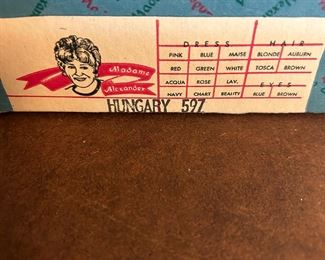 DRESS HAIR
PINK BLUE MAISE BLONDE AUBURN
RED GREEN WHITE TOSCA BROWN
ACQUA ROSE LAV. EYES
NAVY CHART BEAUTY BLUE BROWN
Madame
Alexander
HUNGARY 597